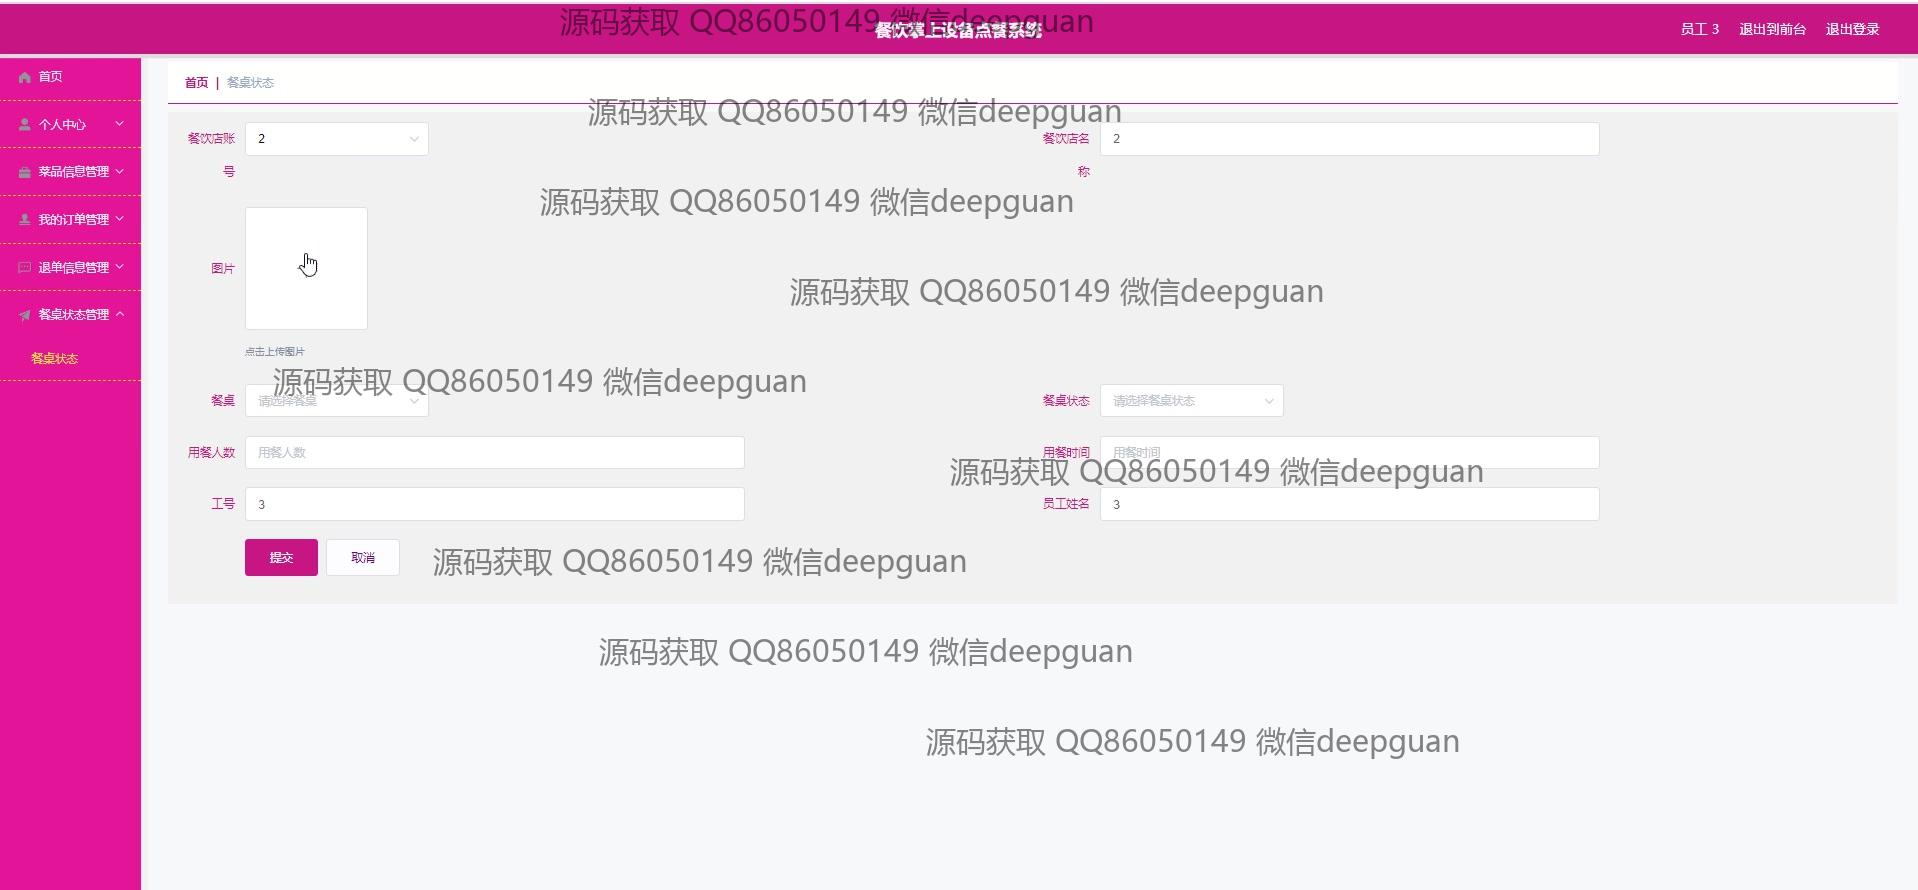 源码获取 QQ86050149 微信deepguan
餐饮掌上设备点餐系统
员工 3 退出到前台 退出登录
首页
个人中心
菜品信息管理
我的订单管理
退单信息管理
餐桌状态管理
餐桌状态
首页 | 餐桌状态
源码获取 QQ86050149 微信deepguan
餐饮店账号 2
餐饮店名称 2
源码获取 QQ86050149 微信deepguan
图片
源码获取 QQ86050149 微信deepguan
点击上传图片
源码获取 QQ86050149 微信deepguan
餐桌 请选择餐桌
餐桌状态 请选择餐桌状态
用餐人数 用餐人数
用餐时间 用餐时间
源码获取 QQ86050149 微信deepguan
工号 3
员工姓名 3
提交 取消
源码获取 QQ86050149 微信deepguan
源码获取 QQ86050149 微信deepguan
源码获取 QQ86050149 微信deepguan